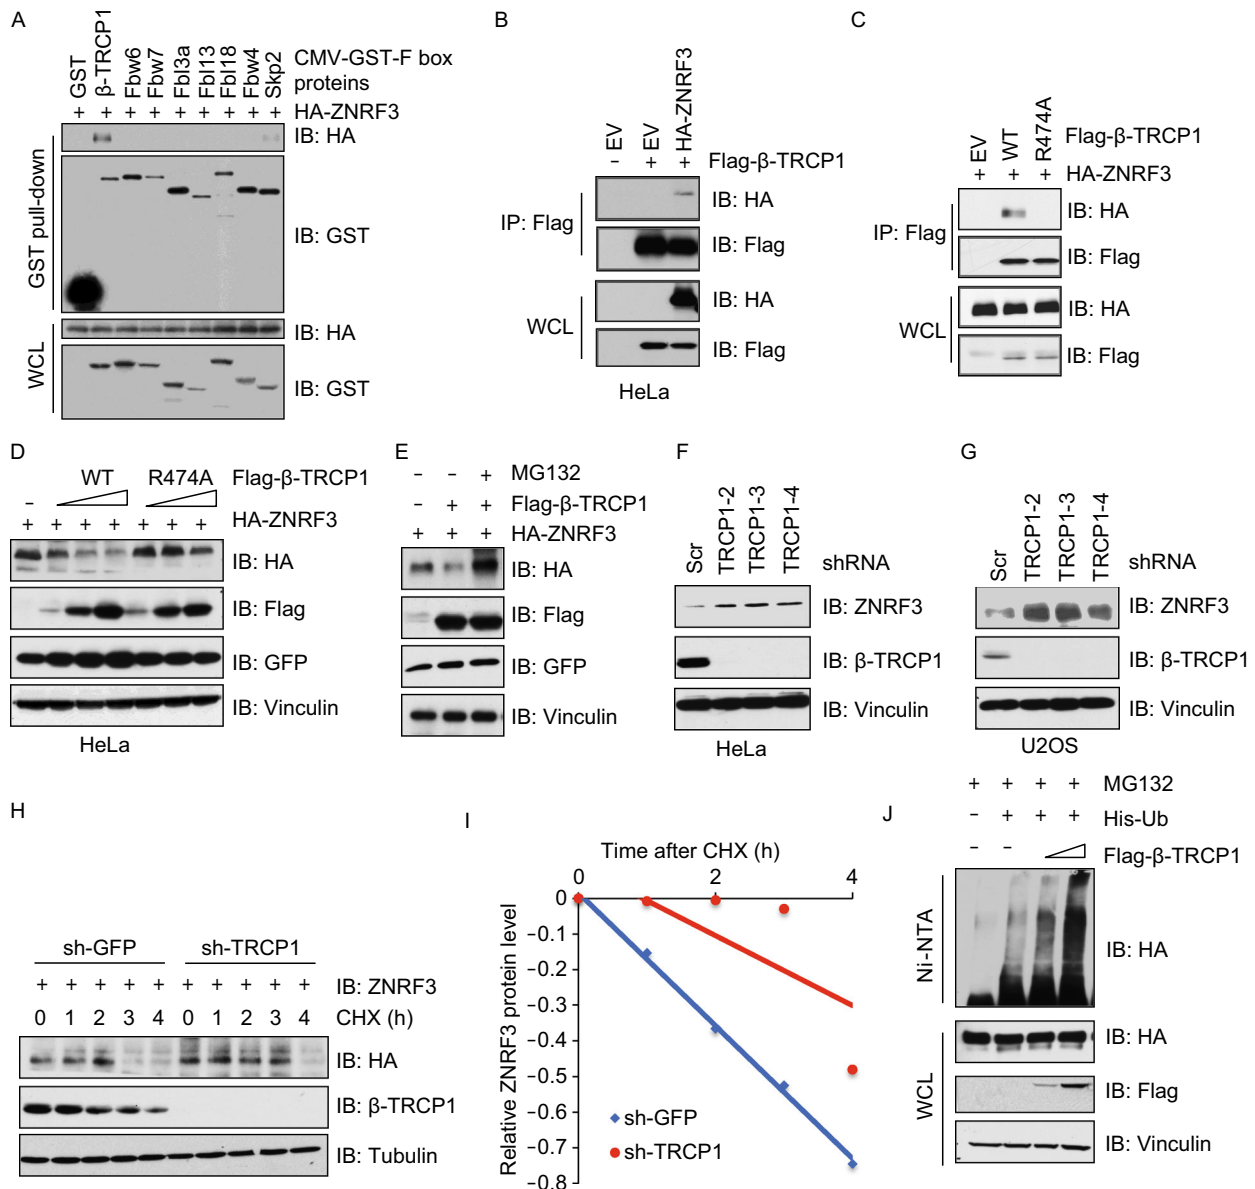 A
GST
β-TRCP1
Fbw6
Fbw7
Fbl3a
Fbl13
Fbl18
Fbw4
Skp2
CMV-GST-F box
proteins
+ + + + + + + + + HA-ZNRF3
GST pull-down
IB: HA
IB: GST
WCL
IB: HA
IB: GST
B
EV
EV
HA-ZNRF3
– + + Flag-β-TRCP1
IP: Flag
IB: HA
IB: Flag
WCL
IB: HA
IB: Flag
HeLa
C
EV
WT
R474A
Flag-β-TRCP1
+ + + HA-ZNRF3
IP: Flag
IB: HA
IB: Flag
WCL
IB: HA
IB: Flag
D
– WT R474A Flag-β-TRCP1
+ + + + + + + HA-ZNRF3
IB: HA
IB: Flag
IB: GFP
IB: Vinculin
HeLa
E
– – + MG132
– + + Flag-β-TRCP1
+ + + HA-ZNRF3
IB: HA
IB: Flag
IB: GFP
IB: Vinculin
F
Scr
TRCP1-2
TRCP1-3
TRCP1-4
shRNA
IB: ZNRF3
IB: β-TRCP1
IB: Vinculin
HeLa
G
Scr
TRCP1-2
TRCP1-3
TRCP1-4
shRNA
IB: ZNRF3
IB: β-TRCP1
IB: Vinculin
U2OS
H
sh-GFP sh-TRCP1
+ + + + + + + + + + IB: ZNRF3
0 1 2 3 4 0 1 2 3 4 CHX (h)
IB: HA
IB: β-TRCP1
IB: Tubulin
I
Time after CHX (h)
0 2 4
Relative ZNRF3 protein level
0
−0.1
−0.2
−0.3
−0.4
−0.5
−0.6
−0.7
−0.8
sh-GFP
sh-TRCP1
J
+ + + + MG132
– + + + His-Ub
– – Flag-β-TRCP1
Ni-NTA
IB: HA
WCL
IB: HA
IB: Flag
IB: Vinculin